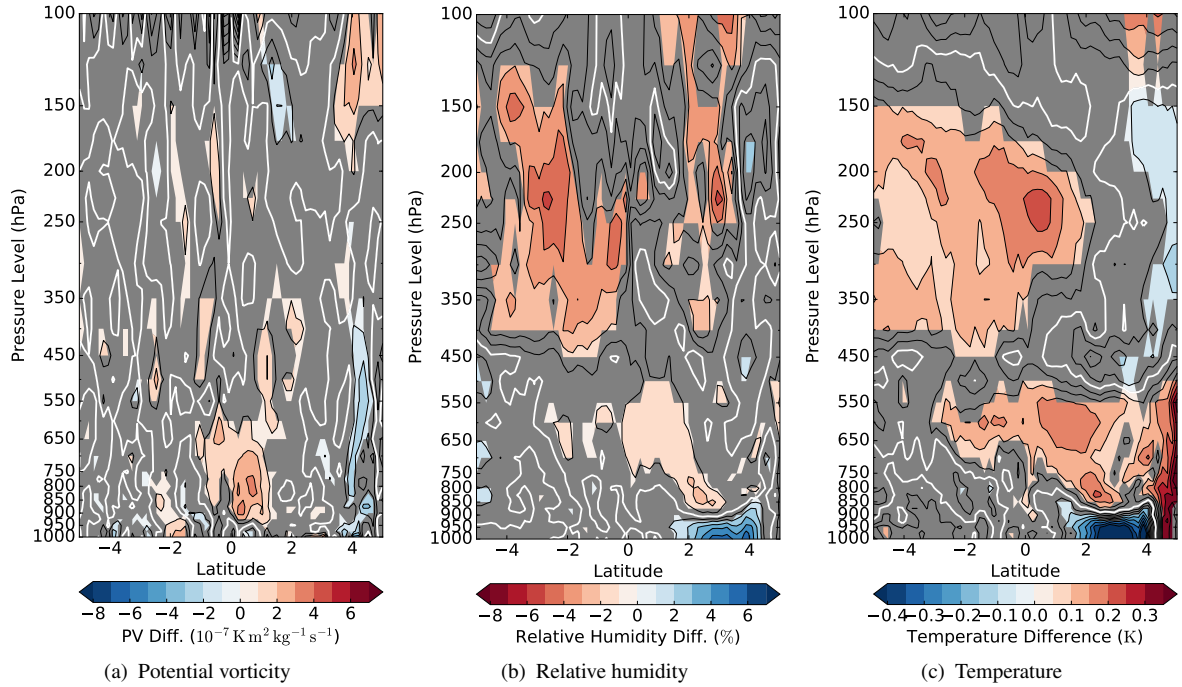 100
150
200
250
350
450
550
650
750
800
850
900
950
1000
Pressure Level (hPa)
−4 −2 0 2 4
Latitude
−8 −6 −4 −2 0 2 4 6
PV Diff. (10⁻⁷ K m² kg⁻¹ s⁻¹)
(a) Potential vorticity
100
150
200
250
350
450
550
650
750
800
850
900
950
1000
Pressure Level (hPa)
−4 −2 0 2 4
Latitude
−8 −6 −4 −2 0 2 4 6
Relative Humidity Diff. (%)
(b) Relative humidity
100
150
200
250
350
450
550
650
750
800
850
900
950
1000
Pressure Level (hPa)
−4 −2 0 2 4
Latitude
−0.4 −0.3 −0.2 −0.1 0.0 0.1 0.2 0.3
Temperature Difference (K)
(c) Temperature